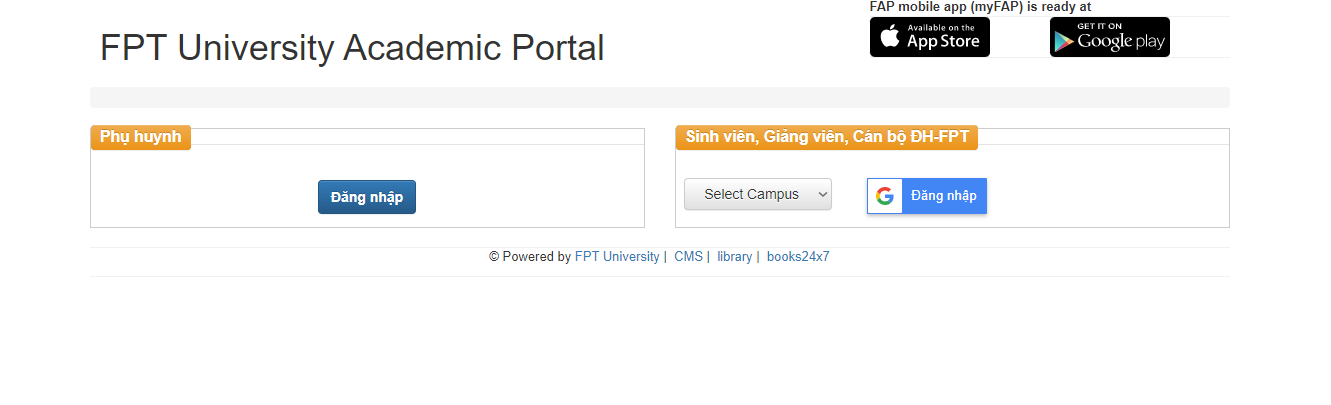 FAP mobile app (myFAP) is ready at
FPT University Academic Portal
Available on the
App Store
GET IT ON
Google play
Phụ huynh
Đăng nhập
Sinh viên, Giảng viên, Cán bộ ĐH-FPT
Select Campus
Đăng nhập
© Powered by FPT University | CMS | library | books24x7